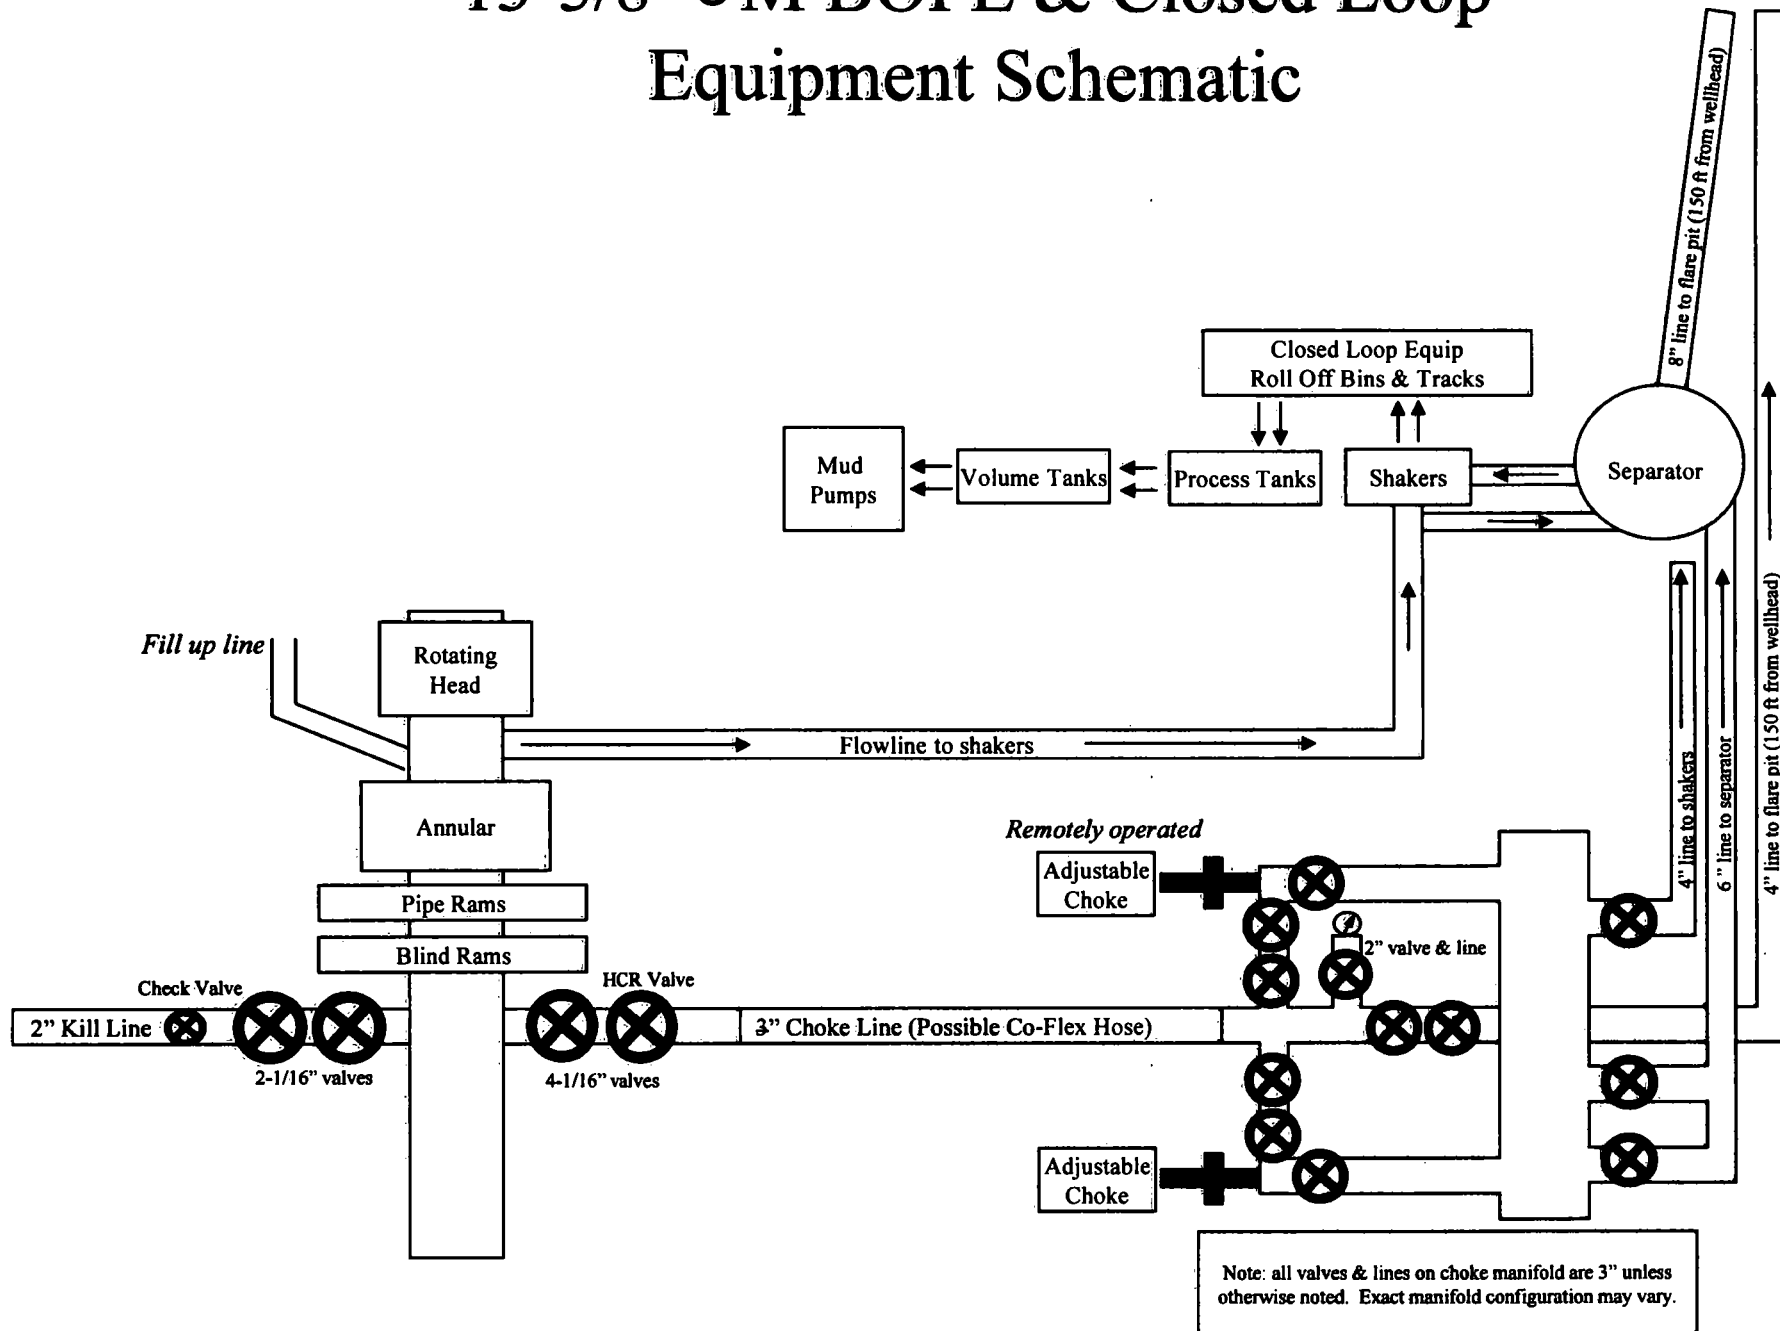 M BOPE & Closed Loop
Equipment Schematic
8” line to flare pit (150 ft from wellhead)
Closed Loop Equip
Roll Off Bins & Tracks
Mud
Pumps
Volume Tanks
Process Tanks
Shakers
Separator
Fill up line
Rotating
Head
Flowline to shakers
Annular
Pipe Rams
Blind Rams
Remotely operated
Adjustable
Choke
2” valve & line
4” line to shakers
6 ” line to separator
4” line to flare pit (150 ft from wellhead)
Check Valve
HCR Valve
2” Kill Line
3” Choke Line (Possible Co-Flex Hose)
2-1/16” valves
4-1/16” valves
Adjustable
Choke
Note: all valves & lines on choke manifold are 3” unless
otherwise noted. Exact manifold configuration may vary.